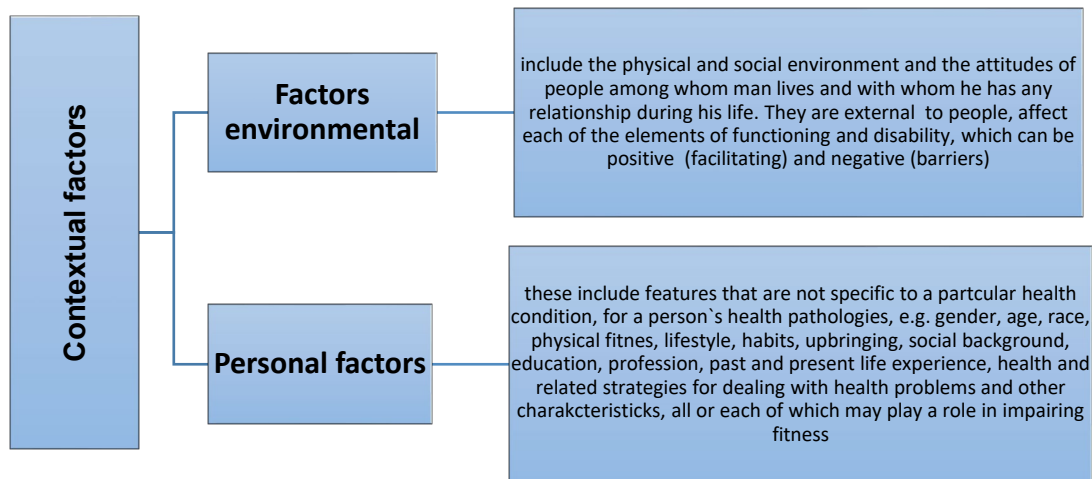 Contextual factors
Factors
environmental
include the physical and social environment and the attitudes of
people among whom man lives and with whom he has any
relationship during his life. They are external  to people, affect
each of the elements of functioning and disability, which can be
positive  (facilitating) and negative (barriers)
Personal factors
these include features that are not specific to a partcular health
condition, for a person`s health pathologies, e.g. gender, age, race,
physical fitnes, lifestyle, habits, upbringing, social background,
education, profession, past and present life experience, health and
related strategies for dealing with health problems and other
charakcteristicks, all or each of which may play a role in impairing
fitness